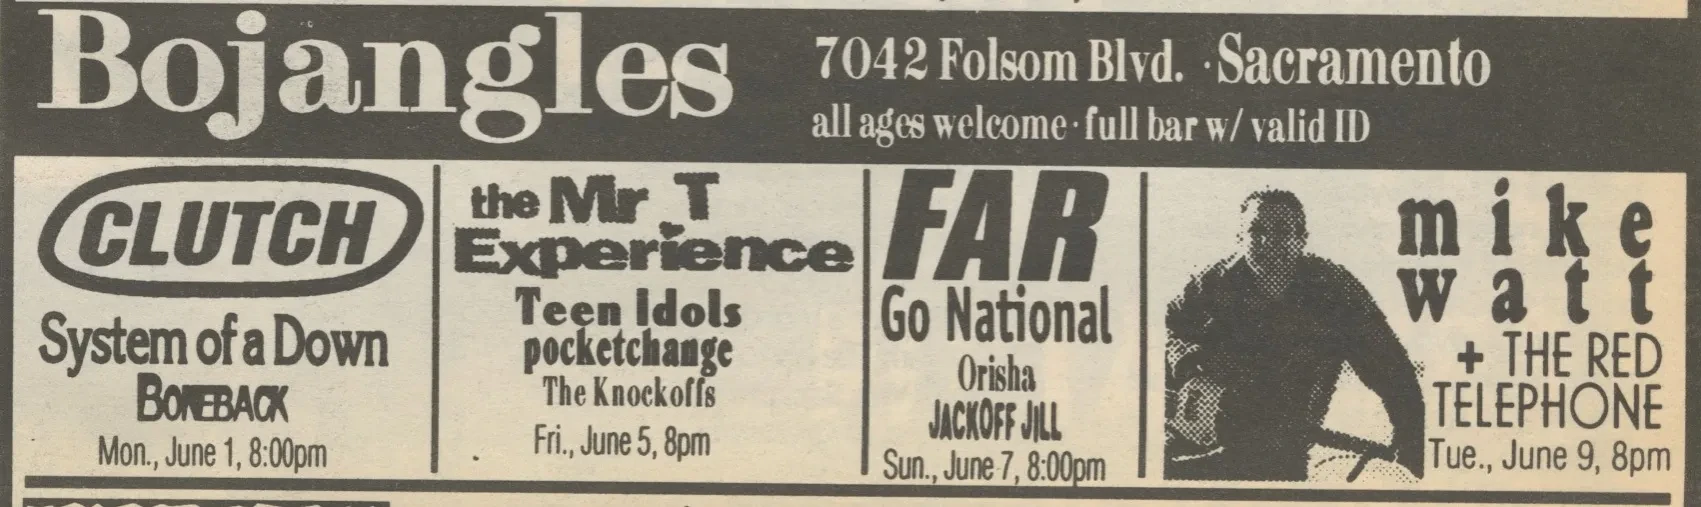 Bojangles
7042 Folsom Blvd. · Sacramento
all ages welcome · full bar w/ valid ID
CLUTCH
System of a Down
BONEBACK
Mon., June 1, 8:00pm
the Mr T
Experience
Teen Idols
pocketchange
The Knockoffs
Fri., June 5, 8pm
FAR
Go National
Orisha
JACKOFF JILL
Sun., June 7, 8:00pm
mike
watt
+ THE RED
TELEPHONE
Tue., June 9, 8pm